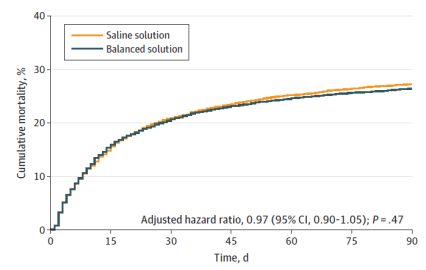 40
Saline solution
Balanced solution
30
20
10
0
Cumulative mortality, %
Adjusted hazard ratio, 0.97 (95% CI, 0.90-1.05); P = .47
0 15 30 45 60 75 90
Time, d